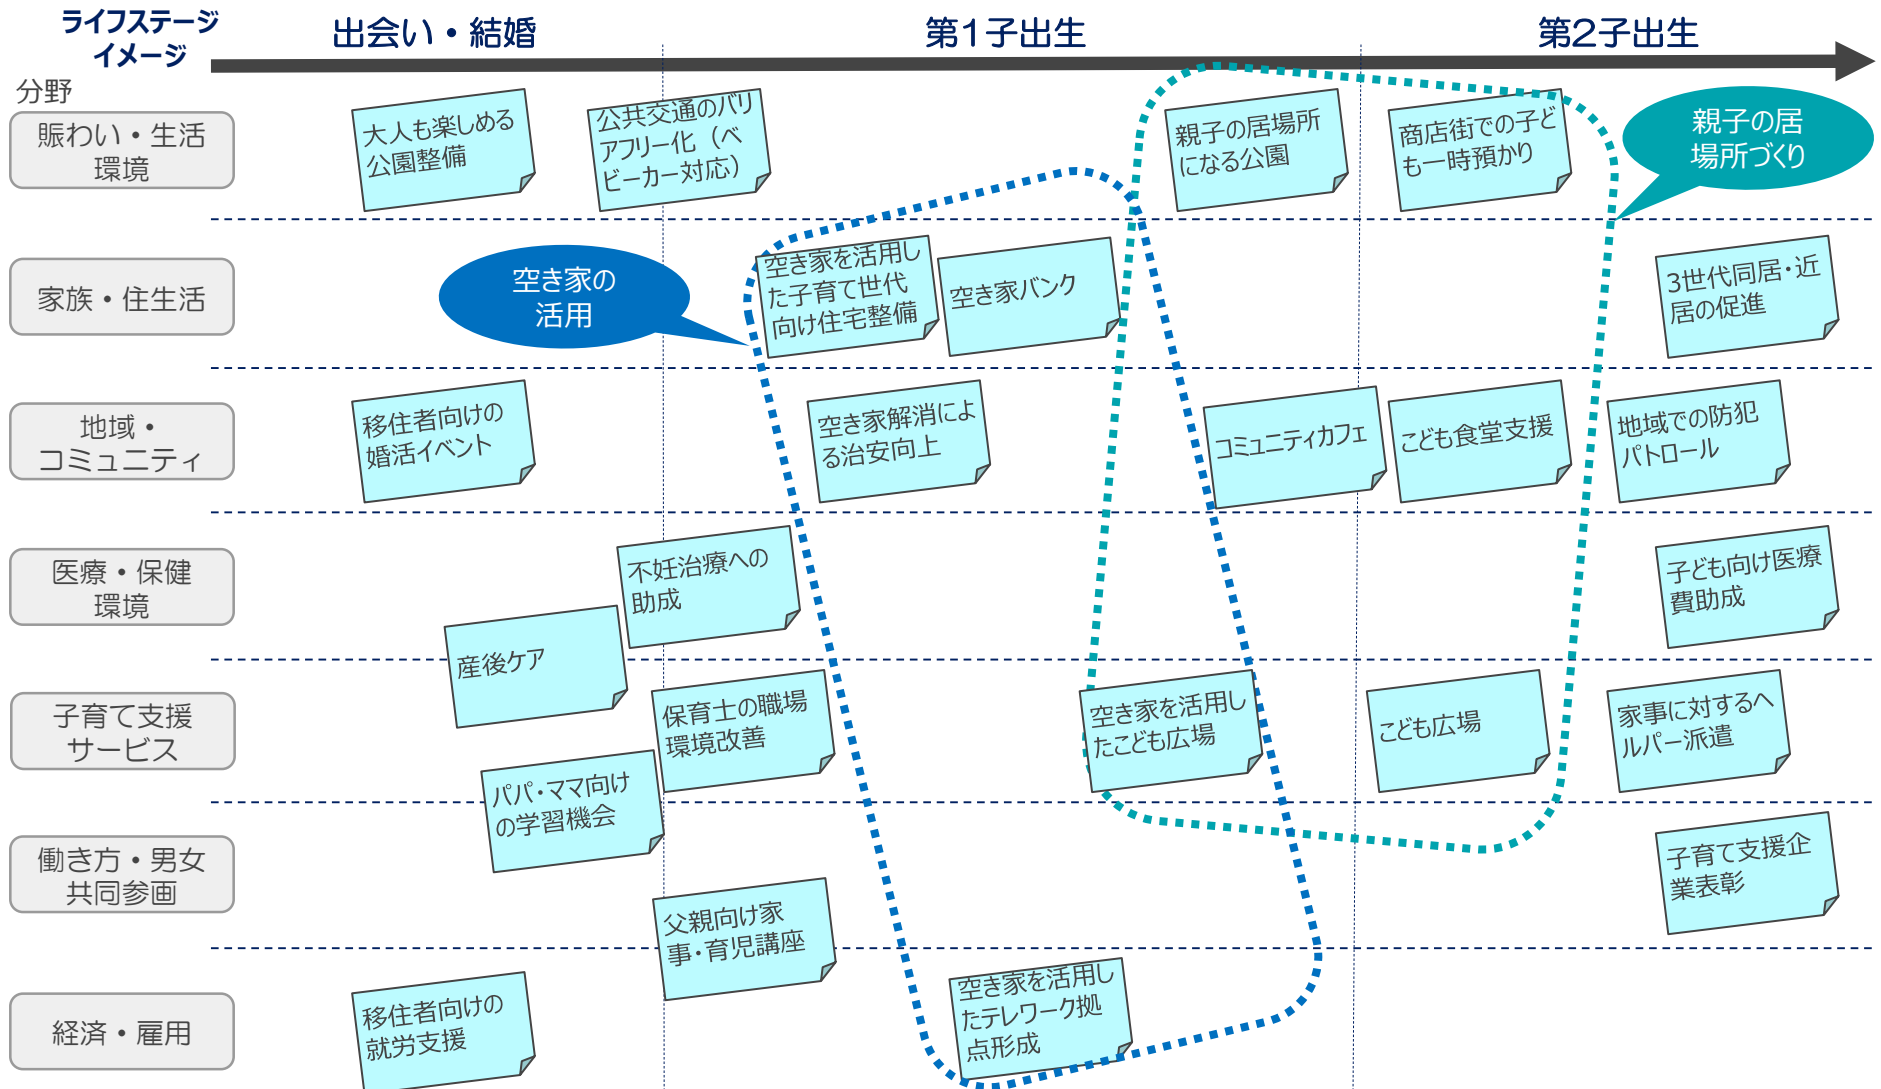 ライフステージ
イメージ
出会い・結婚
第1子出生
第2子出生
分野
賑わい・生活
環境
大人も楽しめる
公園整備
公共交通のバリ
アフリー化（ベ
ビーカー対応）
親子の居場所
になる公園
商店街での子ど
も一時預かり
親子の居
場所づくり
家族・住生活
空き家の
活用
空き家を活用し
た子育て世代
向け住宅整備
空き家バンク
3世代同居・近
居の促進
地域・
コミュニティ
移住者向けの
婚活イベント
空き家解消によ
る治安向上
コミュニティカフェ
こども食堂支援
地域での防犯
パトロール
医療・保健
環境
不妊治療への
助成
子ども向け医療
費助成
産後ケア
子育て支援
サービス
保育士の職場
環境改善
空き家を活用し
たこども広場
こども広場
家事に対するヘ
ルパー派遣
パパ・ママ向け
の学習機会
働き方・男女
共同参画
子育て支援企
業表彰
父親向け家
事・育児講座
経済・雇用
移住者向けの
就労支援
空き家を活用し
たテレワーク拠
点形成